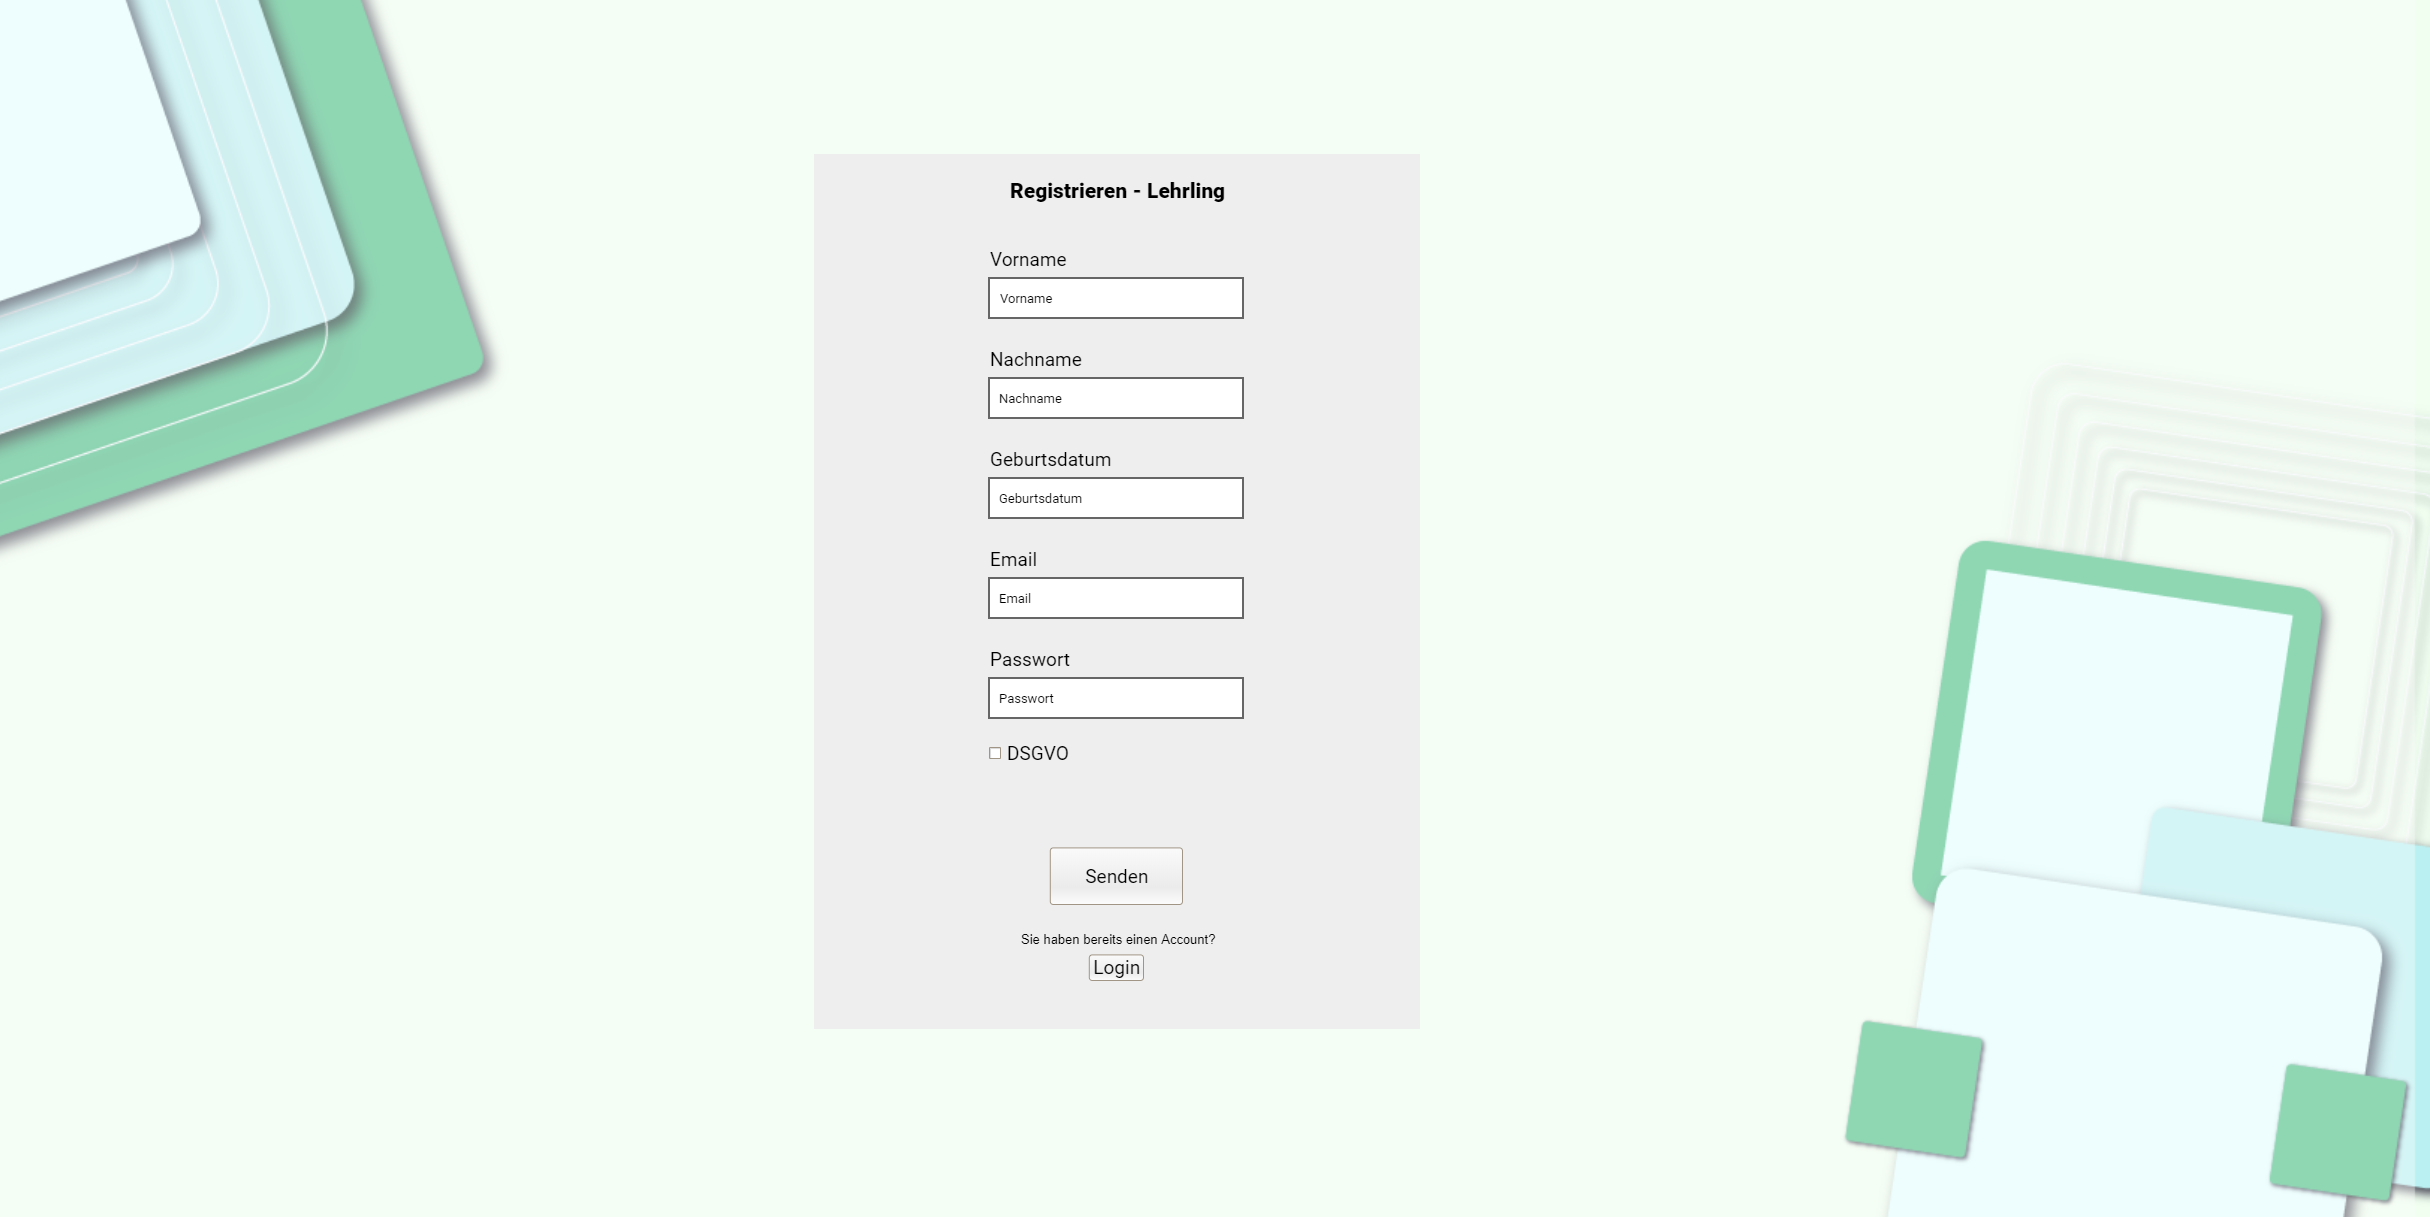 Registrieren - Lehrling
Vorname
Vorname
Nachname
Nachname
Geburtsdatum
Geburtsdatum
Email
Email
Passwort
Passwort
DSGVO
Senden
Sie haben bereits einen Account?
Login